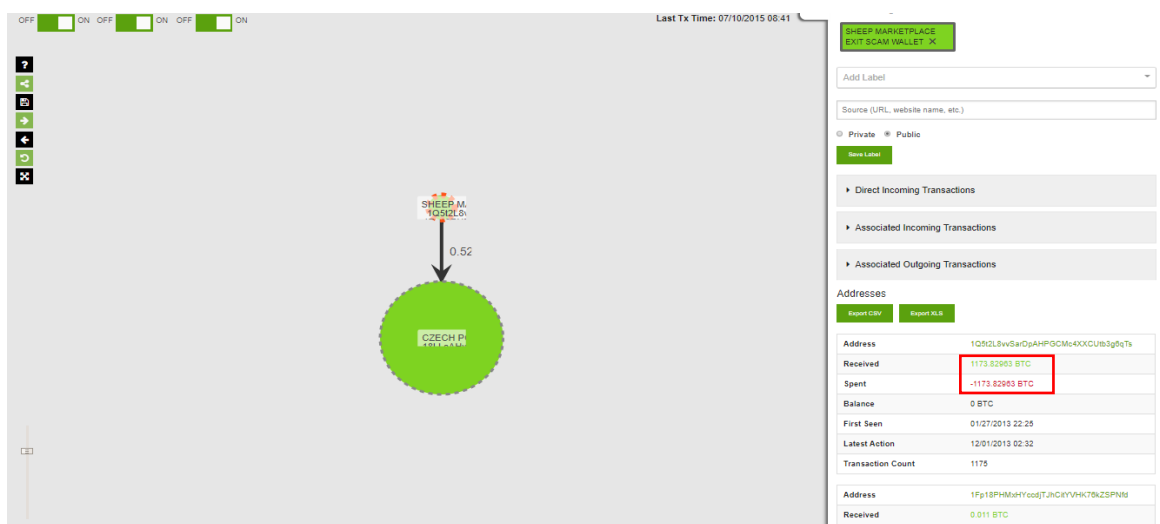 OFF ON OFF ON OFF ON
Last Tx Time: 07/10/2015 08:41
?
SHEEP M
1Q5t2L8v
0.52
CZECH P
SHEEP MARKETPLACE
EXIT SCAM WALLET ✕
Add Label
Source (URL, website name, etc.)
Private Public
Save Label
Direct Incoming Transactions
Associated Incoming Transactions
Associated Outgoing Transactions
Addresses
Export CSV Export XLS
Address 1Q5t2L8vvSarDpAHPGCMc4XXCUtb3g6qTs
Received 1173.82963 BTC
Spent -1173.82963 BTC
Balance 0 BTC
First Seen 01/27/2013 22:25
Latest Action 12/01/2013 02:32
Transaction Count 1175
Address 1Fp18PHMxHYccdjTJhCitYVHK76kZSPNfd
Received 0.011 BTC